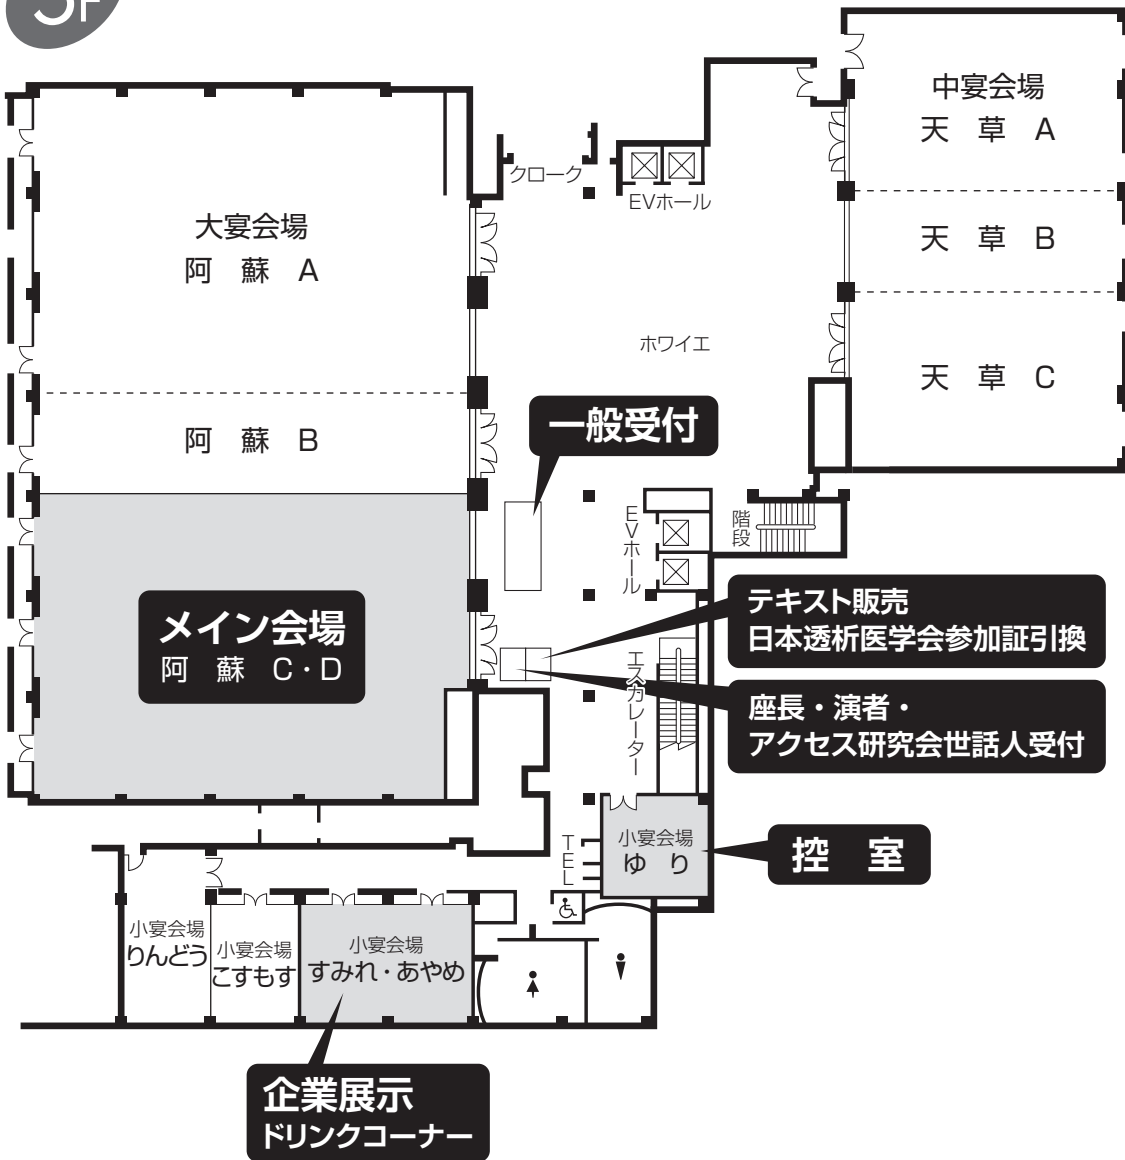 5F
クローク
EVホール
大宴会場
阿 蘇 A
中宴会場
天 草 A
天 草 B
天 草 C
ホワイエ
阿 蘇 B
一般受付
EVホール
階段
メイン会場
阿 蘇 C・D
テキスト販売
日本透析医学会参加証引換
エスカレーター
座長・演者・
アクセス研究会世話人受付
小宴会場
ゆ り
TEL
控 室
小宴会場
りんどう
小宴会場
こすもす
小宴会場
すみれ・あやめ
企業展示
ドリンクコーナー